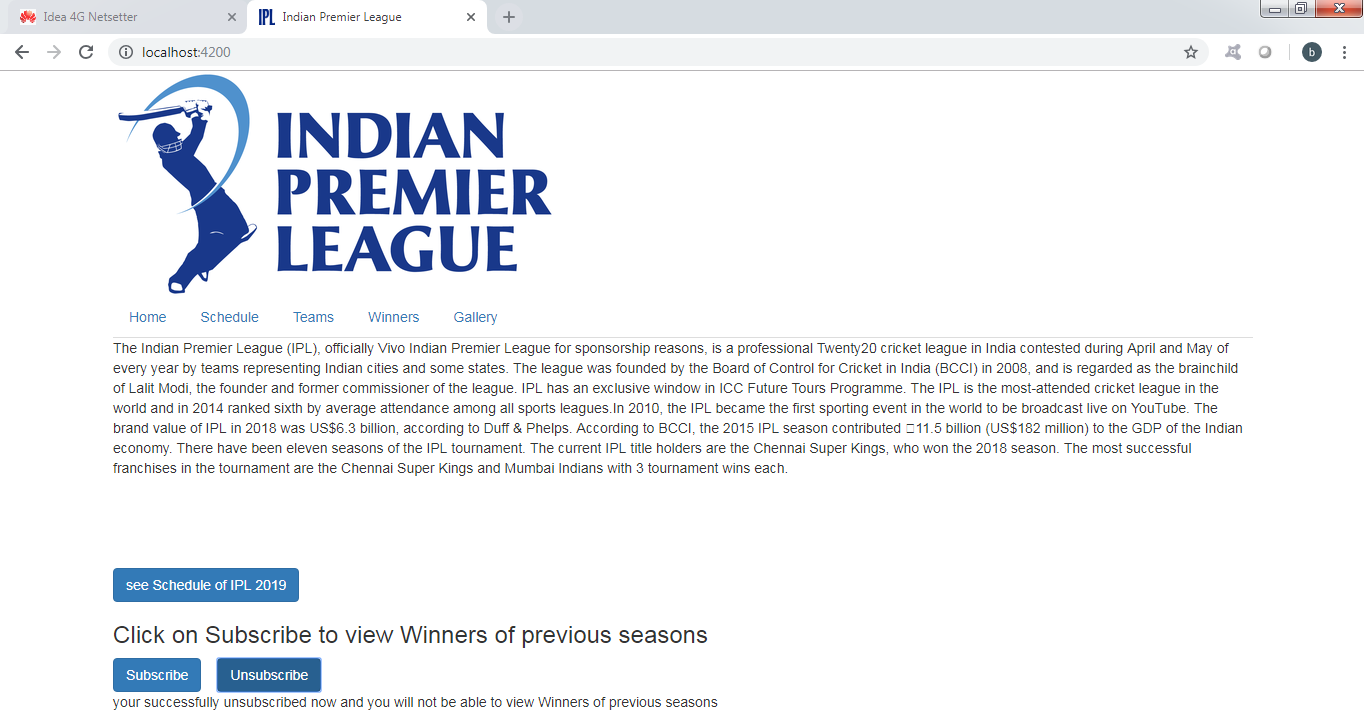 Idea 4G Netsetter
IPL Indian Premier League
localhost:4200
b
INDIAN
PREMIER
LEAGUE
Home Schedule Teams Winners Gallery
The Indian Premier League (IPL), officially Vivo Indian Premier League for sponsorship reasons, is a professional Twenty20 cricket league in India contested during April and May of
every year by teams representing Indian cities and some states. The league was founded by the Board of Control for Cricket in India (BCCI) in 2008, and is regarded as the brainchild
of Lalit Modi, the founder and former commissioner of the league. IPL has an exclusive window in ICC Future Tours Programme. The IPL is the most-attended cricket league in the
world and in 2014 ranked sixth by average attendance among all sports leagues.In 2010, the IPL became the first sporting event in the world to be broadcast live on YouTube. The
brand value of IPL in 2018 was US$6.3 billion, according to Duff & Phelps. According to BCCI, the 2015 IPL season contributed □11.5 billion (US$182 million) to the GDP of the Indian
economy. There have been eleven seasons of the IPL tournament. The current IPL title holders are the Chennai Super Kings, who won the 2018 season. The most successful
franchises in the tournament are the Chennai Super Kings and Mumbai Indians with 3 tournament wins each.
see Schedule of IPL 2019
Click on Subscribe to view Winners of previous seasons
Subscribe Unsubscribe
your successfully unsubscribed now and you will not be able to view Winners of previous seasons